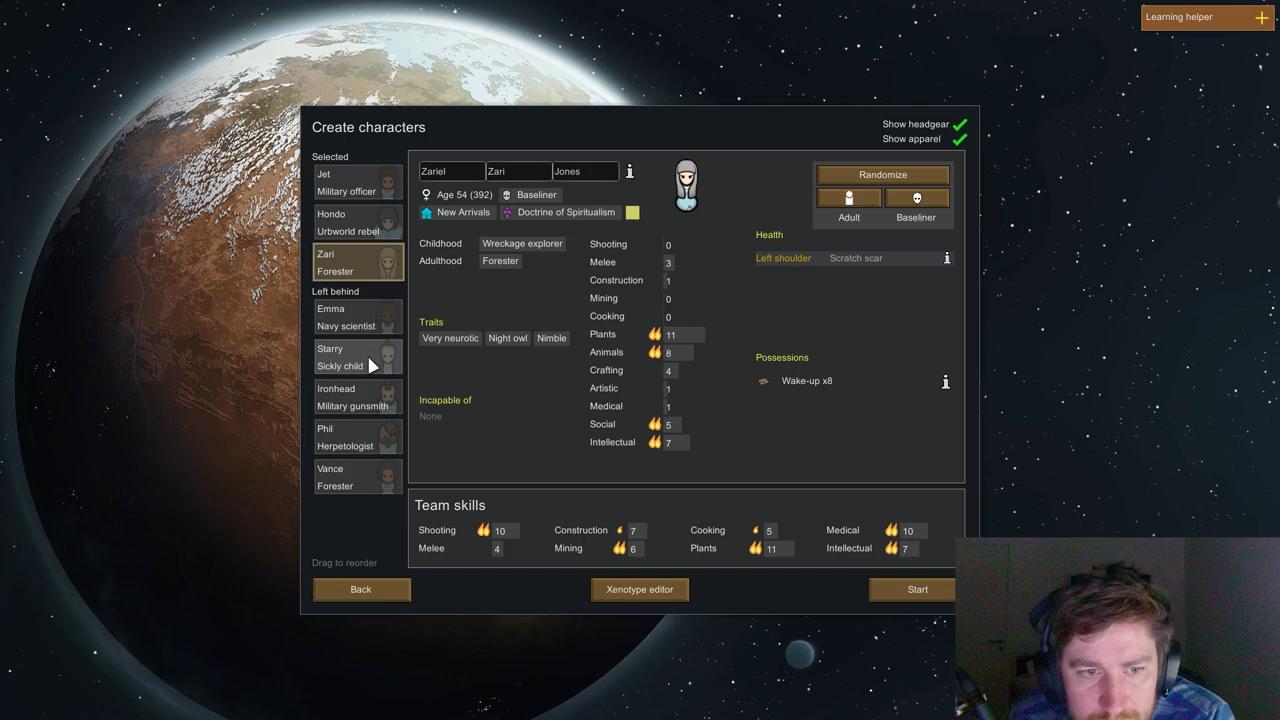 Learning helper
Create characters
Show headgear
Show apparel
Selected
Jet
Military officer
Hondo
Urbworld rebel
Zari
Forester
Left behind
Emma
Navy scientist
Starry
Sickly child
Ironhead
Military gunsmith
Phil
Herpetologist
Vance
Forester
Drag to reorder
Zariel Zari Jones
Age 54 (392) Baseliner
New Arrivals Doctrine of Spiritualism
Childhood Wreckage explorer
Adulthood Forester
Traits
Very neurotic Night owl Nimble
Incapable of
None
Shooting 0
Melee 3
Construction 1
Mining 0
Cooking 0
Plants 11
Animals 8
Crafting 4
Artistic 1
Medical 1
Social 5
Intellectual 7
Randomize
Adult Baseliner
Health
Left shoulder Scratch scar
Possessions
Wake-up x8
Team skills
Shooting 10 Construction 7 Cooking 5 Medical 10
Melee 4 Mining 6 Plants 11 Intellectual 7
Back Xenotype editor Start